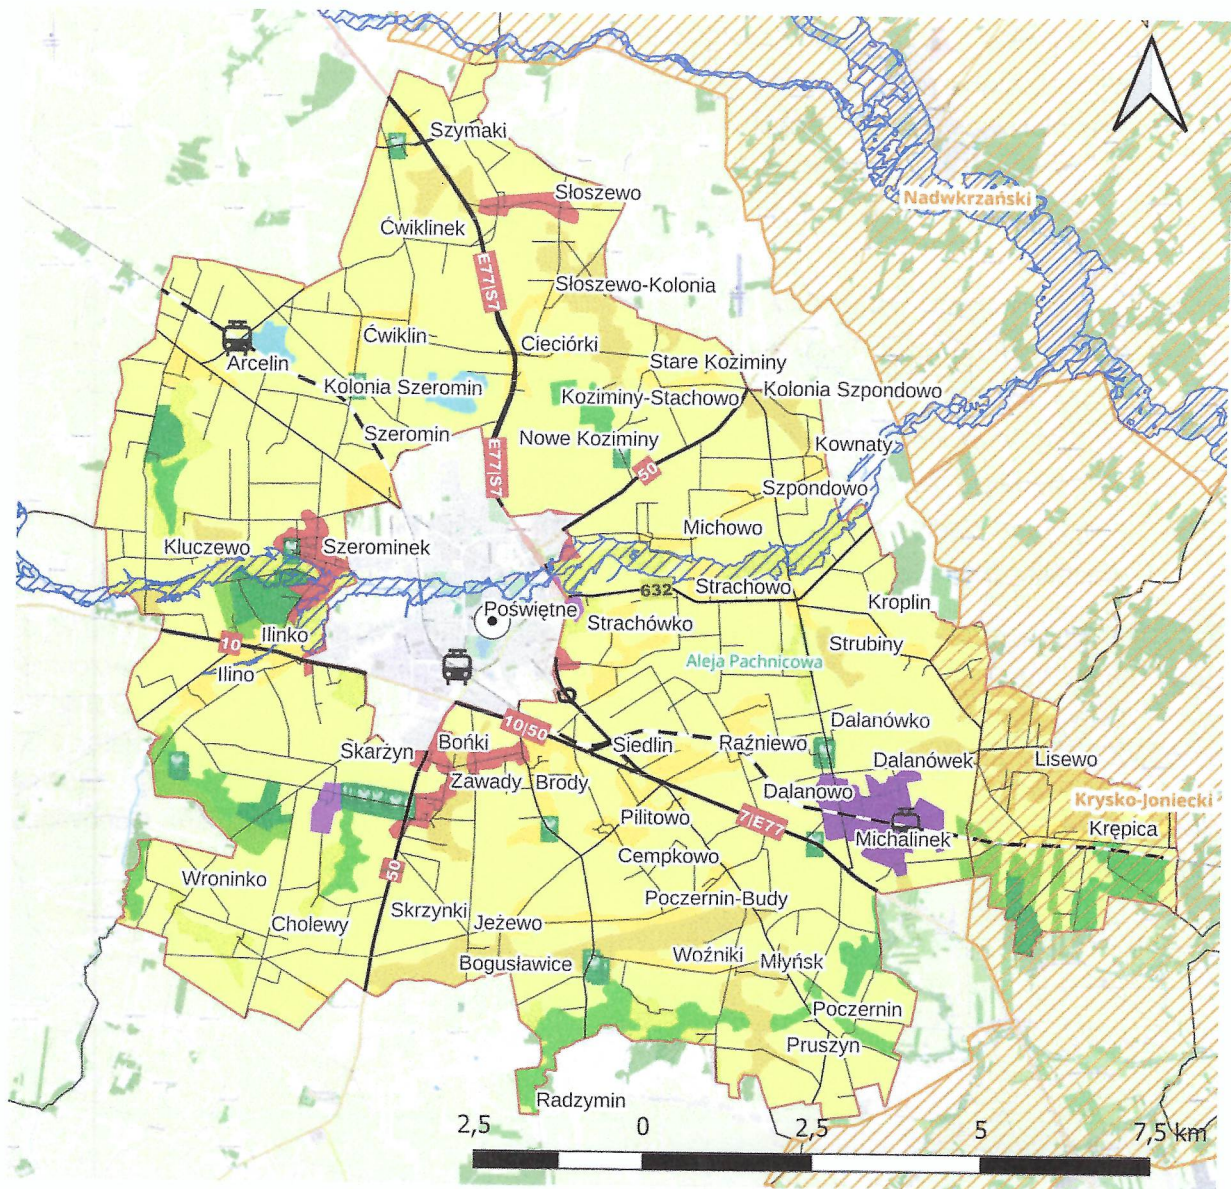 Szymaki
Słoszewo
Nadwkrzański
Ćwiklinek
E77|S7
Słoszewo-Kolonia
Ćwiklin
Cieciórki
Arcelin
Stare Koziminy
Kolonia Szeromin
Koziminy-Stachowo
Kolonia Szpondowo
Szeromin
Nowe Koziminy
Kownaty
E77|S7
50
Szpondowo
Michowo
Kluczewo
Szerominek
Strachowo
632
Kroplin
Poświętne
Strachówko
Ilinko
10
Strubiny
Aleja Pachnicowa
Ilino
Dalanówko
10|50
Skarżyn
Bońki
Siedlin
Raźniewo
Dalanówek
Lisewo
Zawady
Brody
Dalanowo
Krysko-Joniecki
Pilitowo
7|E77
Krępica
Michalinek
Cempkowo
50
Wroninko
Poczernin-Budy
Skrzynki
Cholewy
Jeżewo
Woźniki
Młyńsk
Bogusławice
Poczernin
Pruszyn
Radzymin
2,5 0 2,5 5 7,5 km